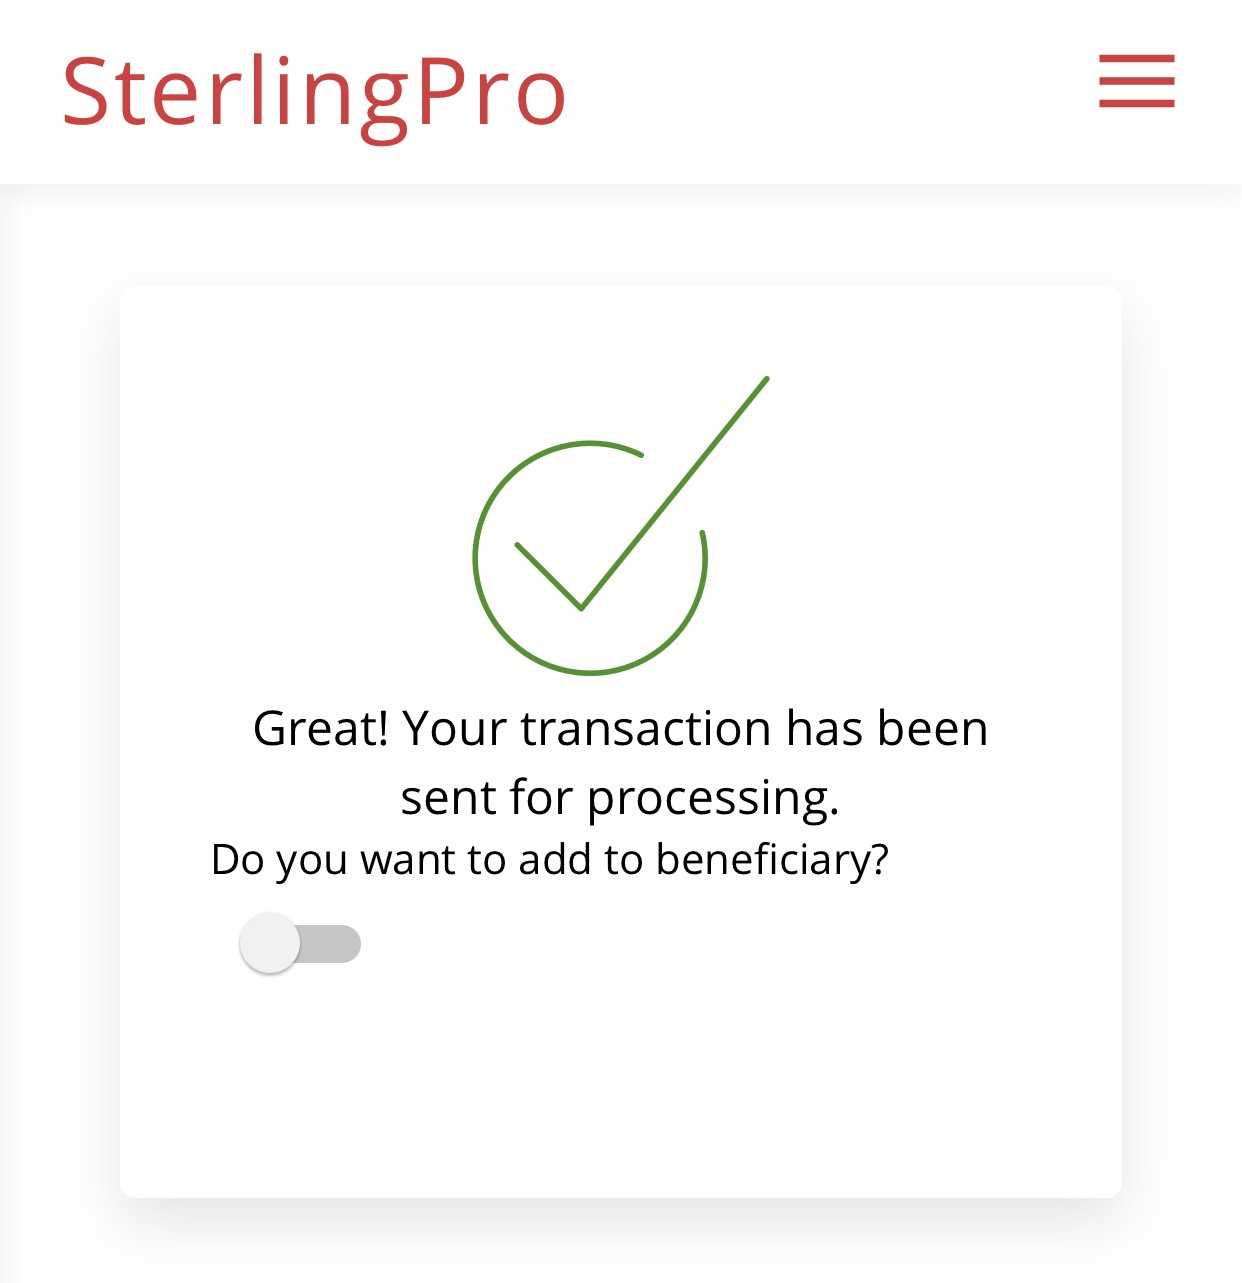 SterlingPro
Great! Your transaction has been
sent for processing.
Do you want to add to beneficiary?